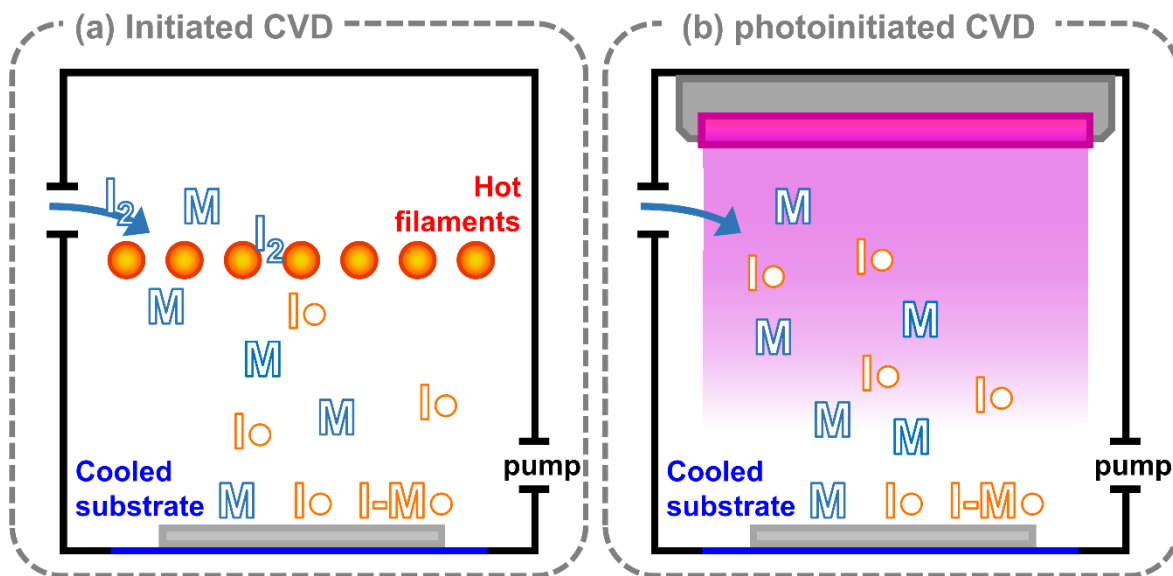 (a) Initiated CVD
I₂
M
I₂
Hot
filaments
M
I○
M
M
I○
I○
Cooled
substrate
pump
M
I○
I-M○
(b) photoinitiated CVD
M
I○
I○
M
M
I○
I○
M
M
Cooled
substrate
pump
M
I○
I-M○